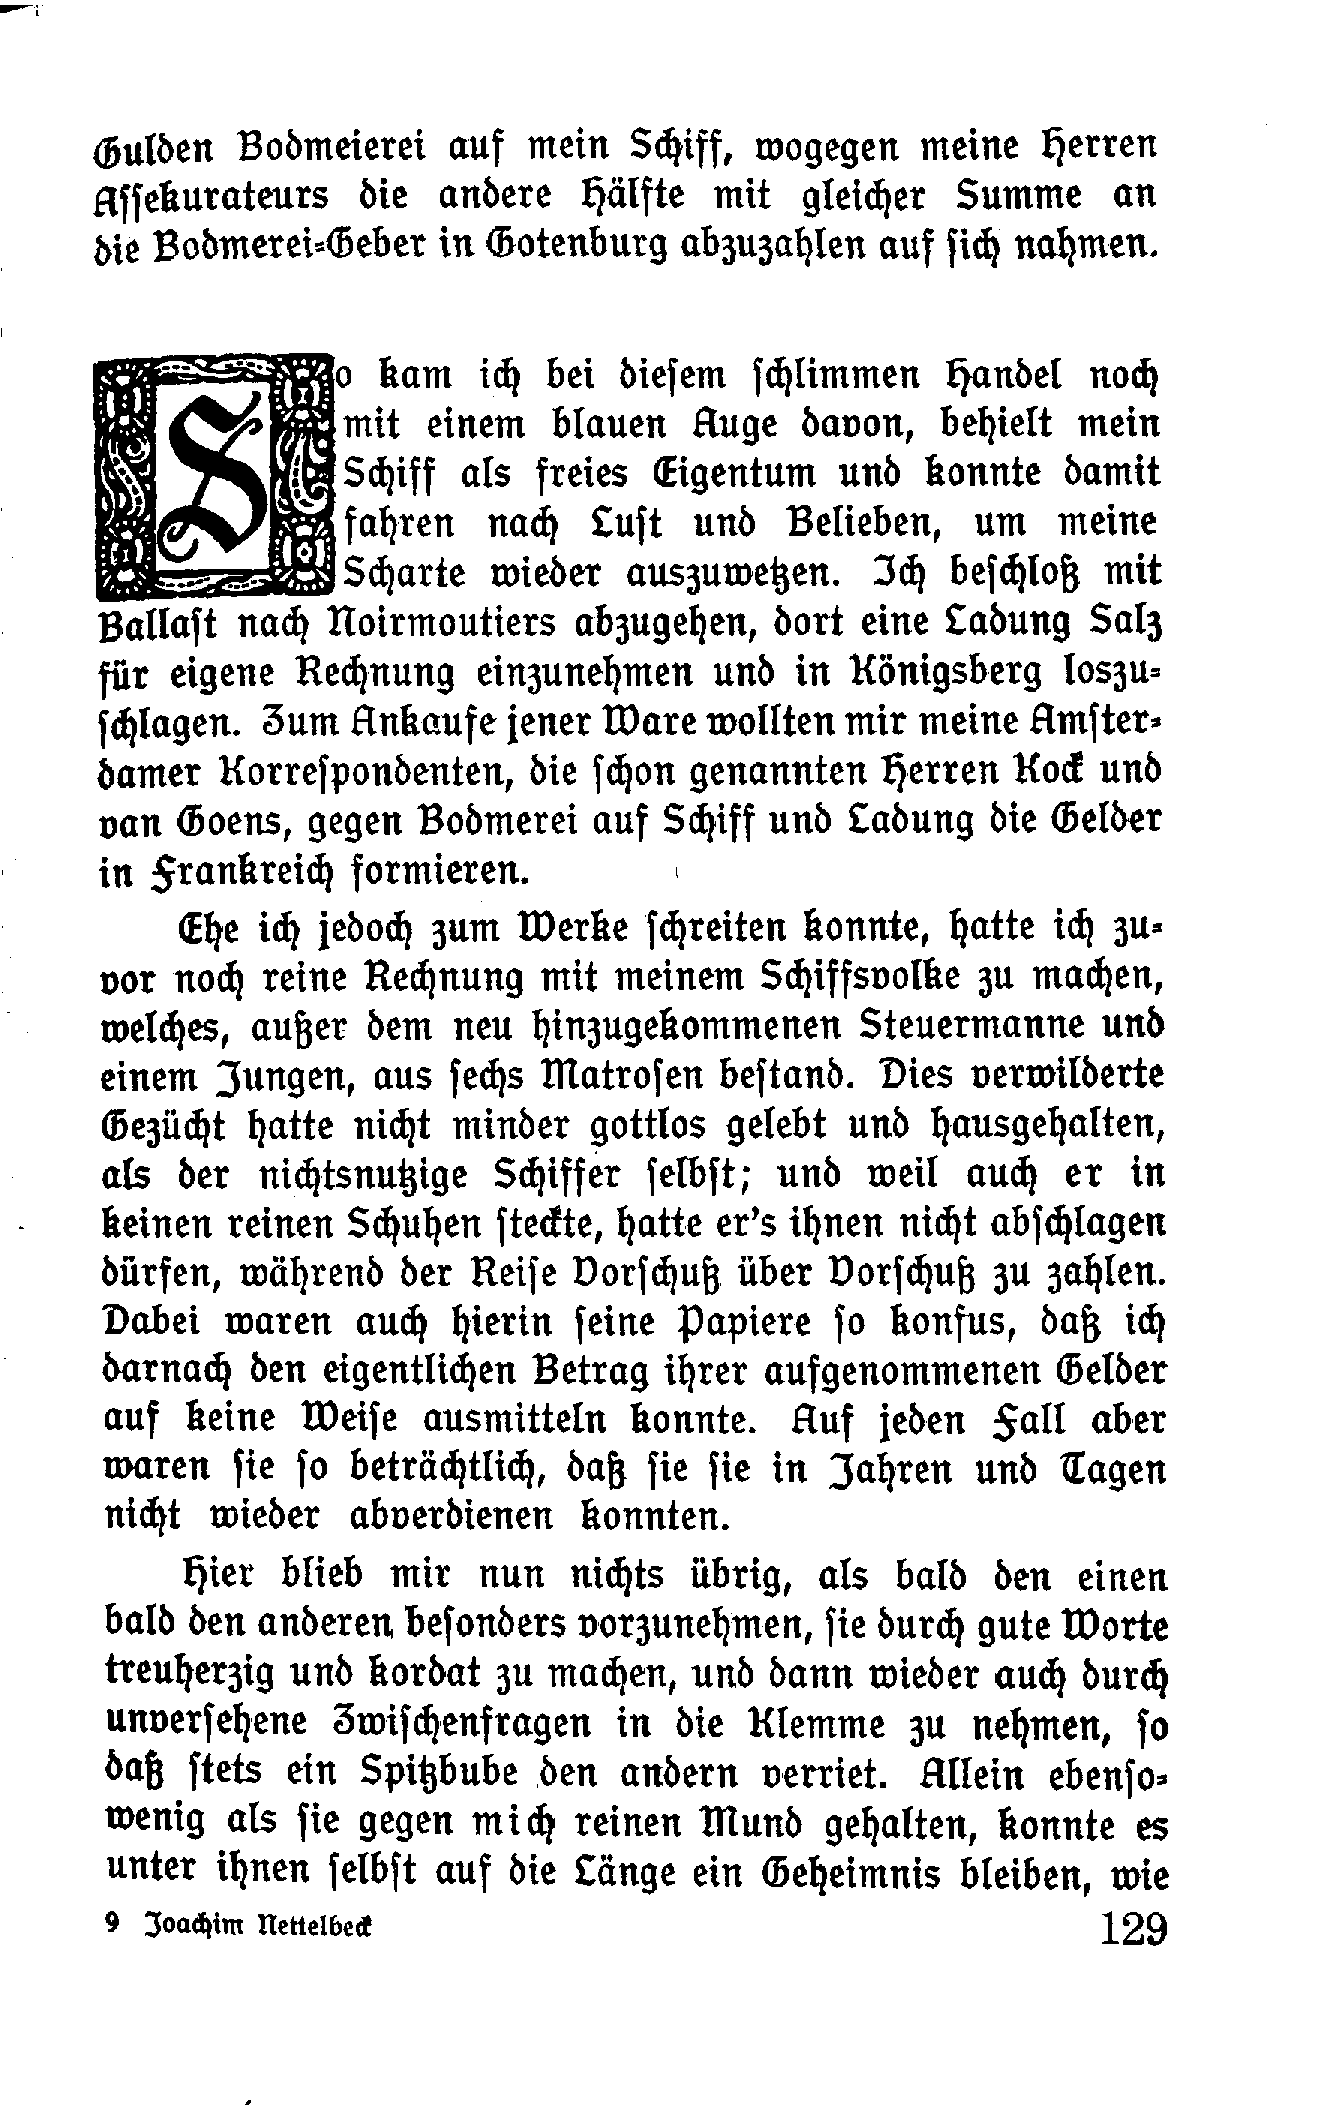 Gulden Bodmeierei auf mein Schiff, wogegen meine Herren
Assekurateurs die andere Hälfte mit gleicher Summe an
die Bodmerei-Geber in Gotenburg abzuzahlen auf sich nahmen.
So kam ich bei diesem schlimmen Handel noch
mit einem blauen Auge davon, behielt mein
Schiff als freies Eigentum und konnte damit
fahren nach Lust und Belieben, um meine
Scharte wieder auszuwetzen. Ich beschloß mit
Ballast nach Noirmoutiers abzugehen, dort eine Ladung Salz
für eigene Rechnung einzunehmen und in Königsberg loszu-
schlagen. Zum Ankaufe jener Ware wollten mir meine Amster-
damer Korrespondenten, die schon genannten Herren Kock und
van Goens, gegen Bodmerei auf Schiff und Ladung die Gelder
in Frankreich formieren.
Ehe ich jedoch zum Werke schreiten konnte, hatte ich zu-
vor noch reine Rechnung mit meinem Schiffsvolke zu machen,
welches, außer dem neu hinzugekommenen Steuermanne und
einem Jungen, aus sechs Matrosen bestand. Dies verwilderte
Gezücht hatte nicht minder gottlos gelebt und hausgehalten,
als der nichtsnutzige Schiffer selbst; und weil auch er in
keinen reinen Schuhen steckte, hatte er's ihnen nicht abschlagen
dürfen, während der Reise Vorschuß über Vorschuß zu zahlen.
Dabei waren auch hierin seine Papiere so konfus, daß ich
darnach den eigentlichen Betrag ihrer aufgenommenen Gelder
auf keine Weise ausmitteln konnte. Auf jeden Fall aber
waren sie so beträchtlich, daß sie sie in Jahren und Tagen
nicht wieder abverdienen konnten.
Hier blieb mir nun nichts übrig, als bald den einen
bald den anderen besonders vorzunehmen, sie durch gute Worte
treuherzig und kordat zu machen, und dann wieder auch durch
unversehene Zwischenfragen in die Klemme zu nehmen, so
daß stets ein Spitzbube den andern verriet. Allein ebenso-
wenig als sie gegen mich reinen Mund gehalten, konnte es
unter ihnen selbst auf die Länge ein Geheimnis bleiben, wie
9 Joachim Nettelbeck
129